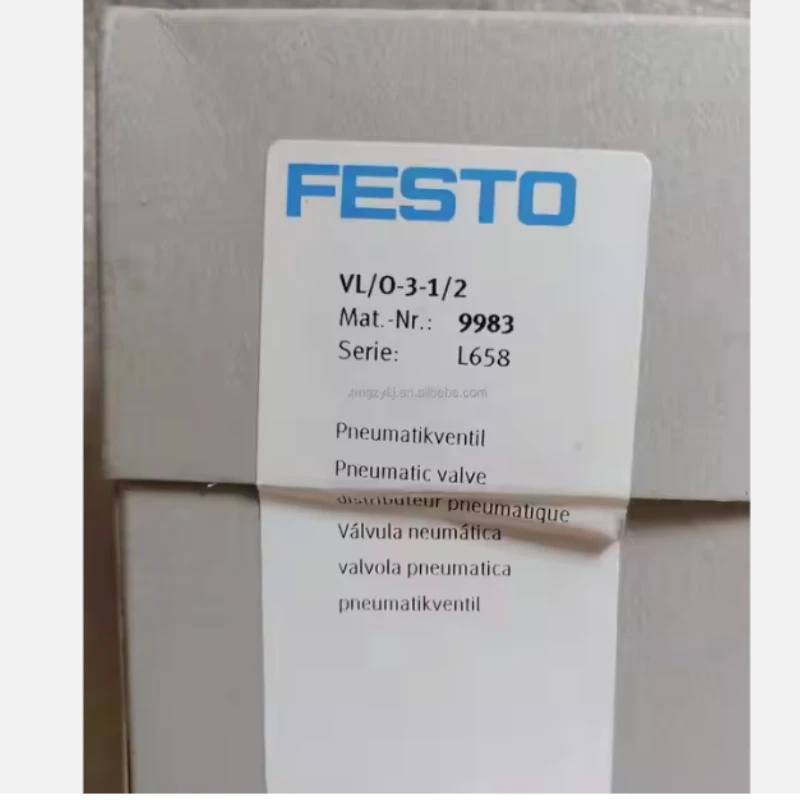 FESTO
VL/O-3-1/2
Mat.-Nr.: 9983
Serie: L658
Pneumatikventil
Pneumatic valve
distributeur pneumatique
Válvula neumática
valvola pneumatica
pneumatikventil